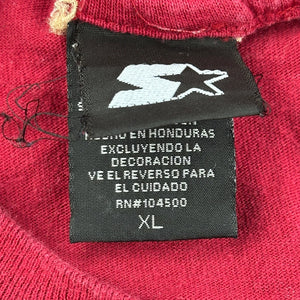 HECHO EN HONDURAS
EXCLUYENDO LA
DECORACION
VE EL REVERSO PARA
EL CUIDADO
RN#104500
XL